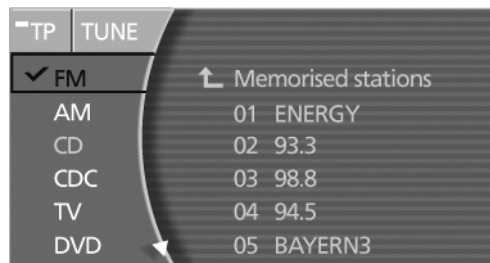 TP TUNE
FM
AM
CD
CDC
TV
DVD
Memorised stations
01 ENERGY
02 93.3
03 98.8
04 94.5
05 BAYERN3